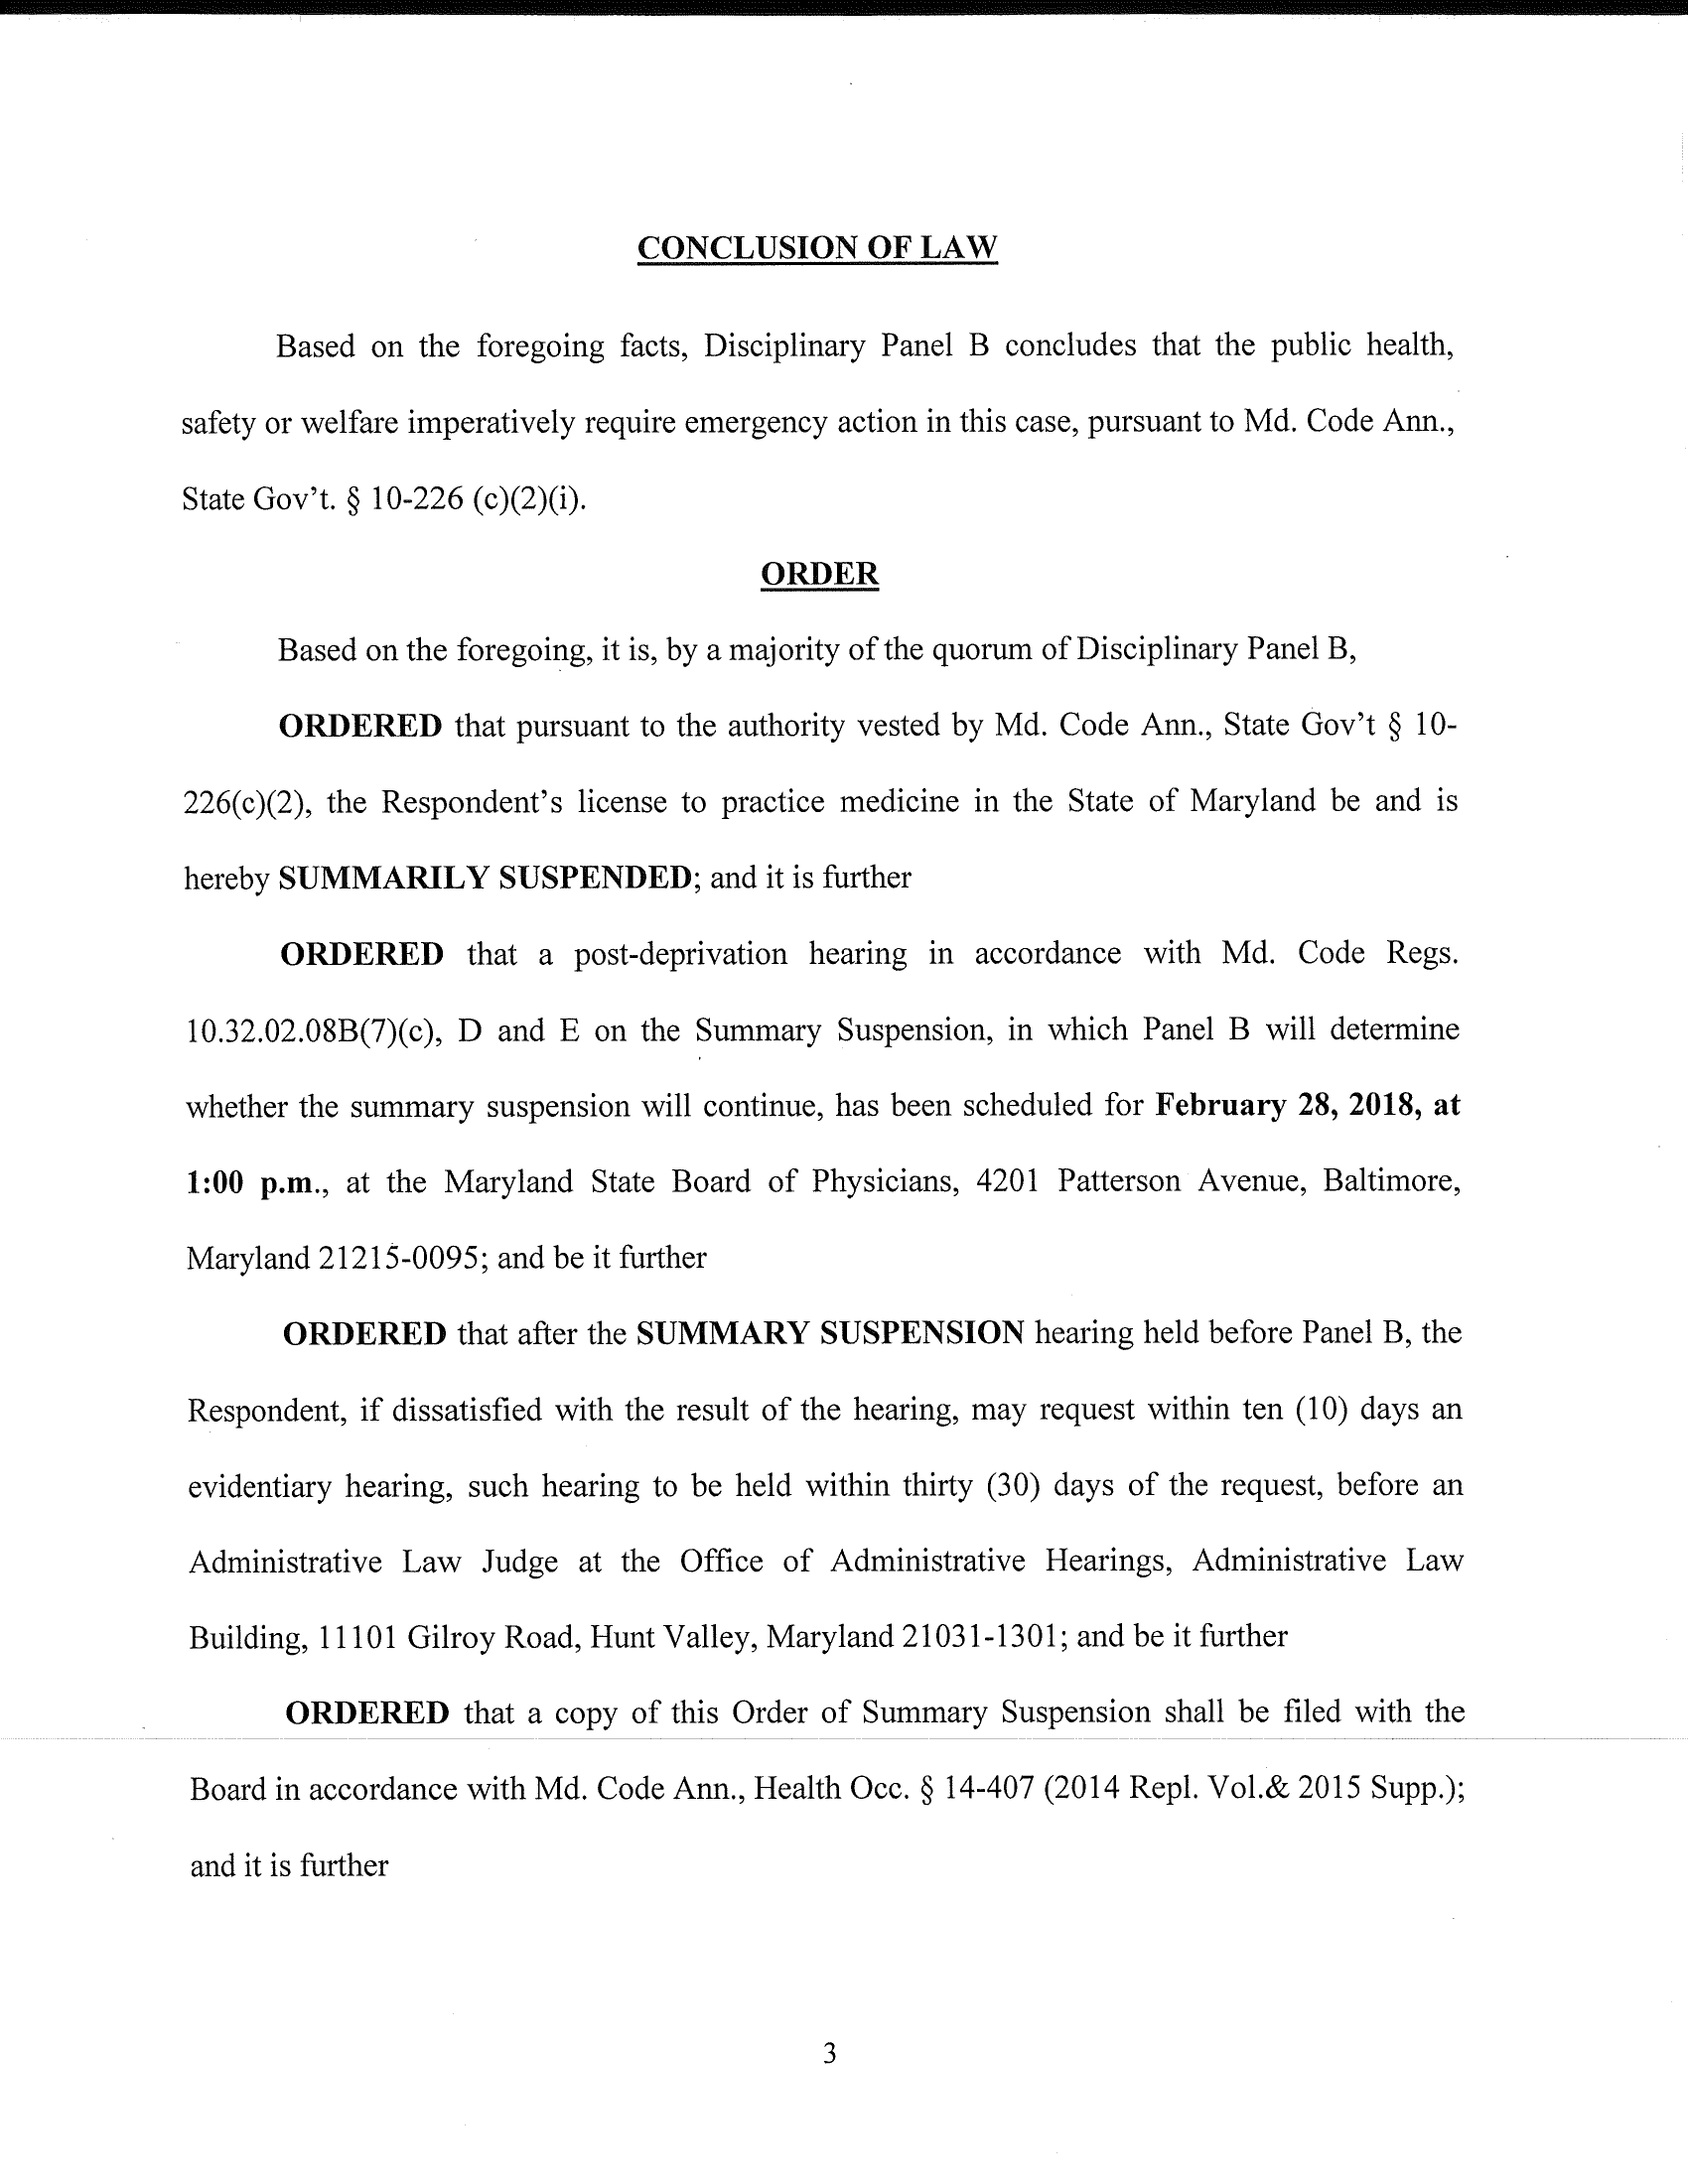 CONCLUSION OF LAW
Based on the foregoing facts, Disciplinary Panel B concludes that the public health,
safety or welfare imperatively require emergency action in this case, pursuant to Md. Code Ann.,
State Gov't. § 10-226 (c)(2)(i).
ORDER
Based on the foregoing, it is, by a majority of the quorum of Disciplinary Panel B,
ORDERED that pursuant to the authority vested by Md. Code Ann., State Gov't § 10-
226(c)(2), the Respondent's license to practice medicine in the State of Maryland be and is
hereby SUMMARILY SUSPENDED; and it is further
ORDERED that a post-deprivation hearing in accordance with Md. Code Regs.
10.32.02.08B(7)(c), D and E on the Summary Suspension, in which Panel B will determine
whether the summary suspension will continue, has been scheduled for February 28, 2018, at
1:00 p.m., at the Maryland State Board of Physicians, 4201 Patterson Avenue, Baltimore,
Maryland 21215-0095; and be it further
ORDERED that after the SUMMARY SUSPENSION hearing held before Panel B, the
Respondent, if dissatisfied with the result of the hearing, may request within ten (10) days an
evidentiary hearing, such hearing to be held within thirty (30) days of the request, before an
Administrative Law Judge at the Office of Administrative Hearings, Administrative Law
Building, 11101 Gilroy Road, Hunt Valley, Maryland 21031-1301; and be it further
ORDERED that a copy of this Order of Summary Suspension shall be filed with the
Board in accordance with Md. Code Ann., Health Occ. § 14-407 (2014 Repl. Vol.& 2015 Supp.);
and it is further
3